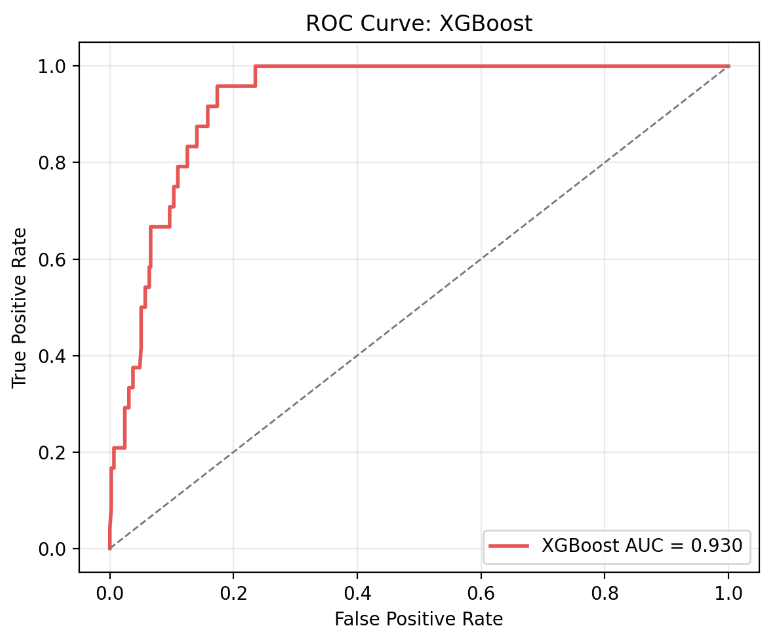 ROC Curve: XGBoost
True Positive Rate
1.0
0.8
0.6
0.4
0.2
0.0
XGBoost AUC = 0.930
0.0 0.2 0.4 0.6 0.8 1.0
False Positive Rate